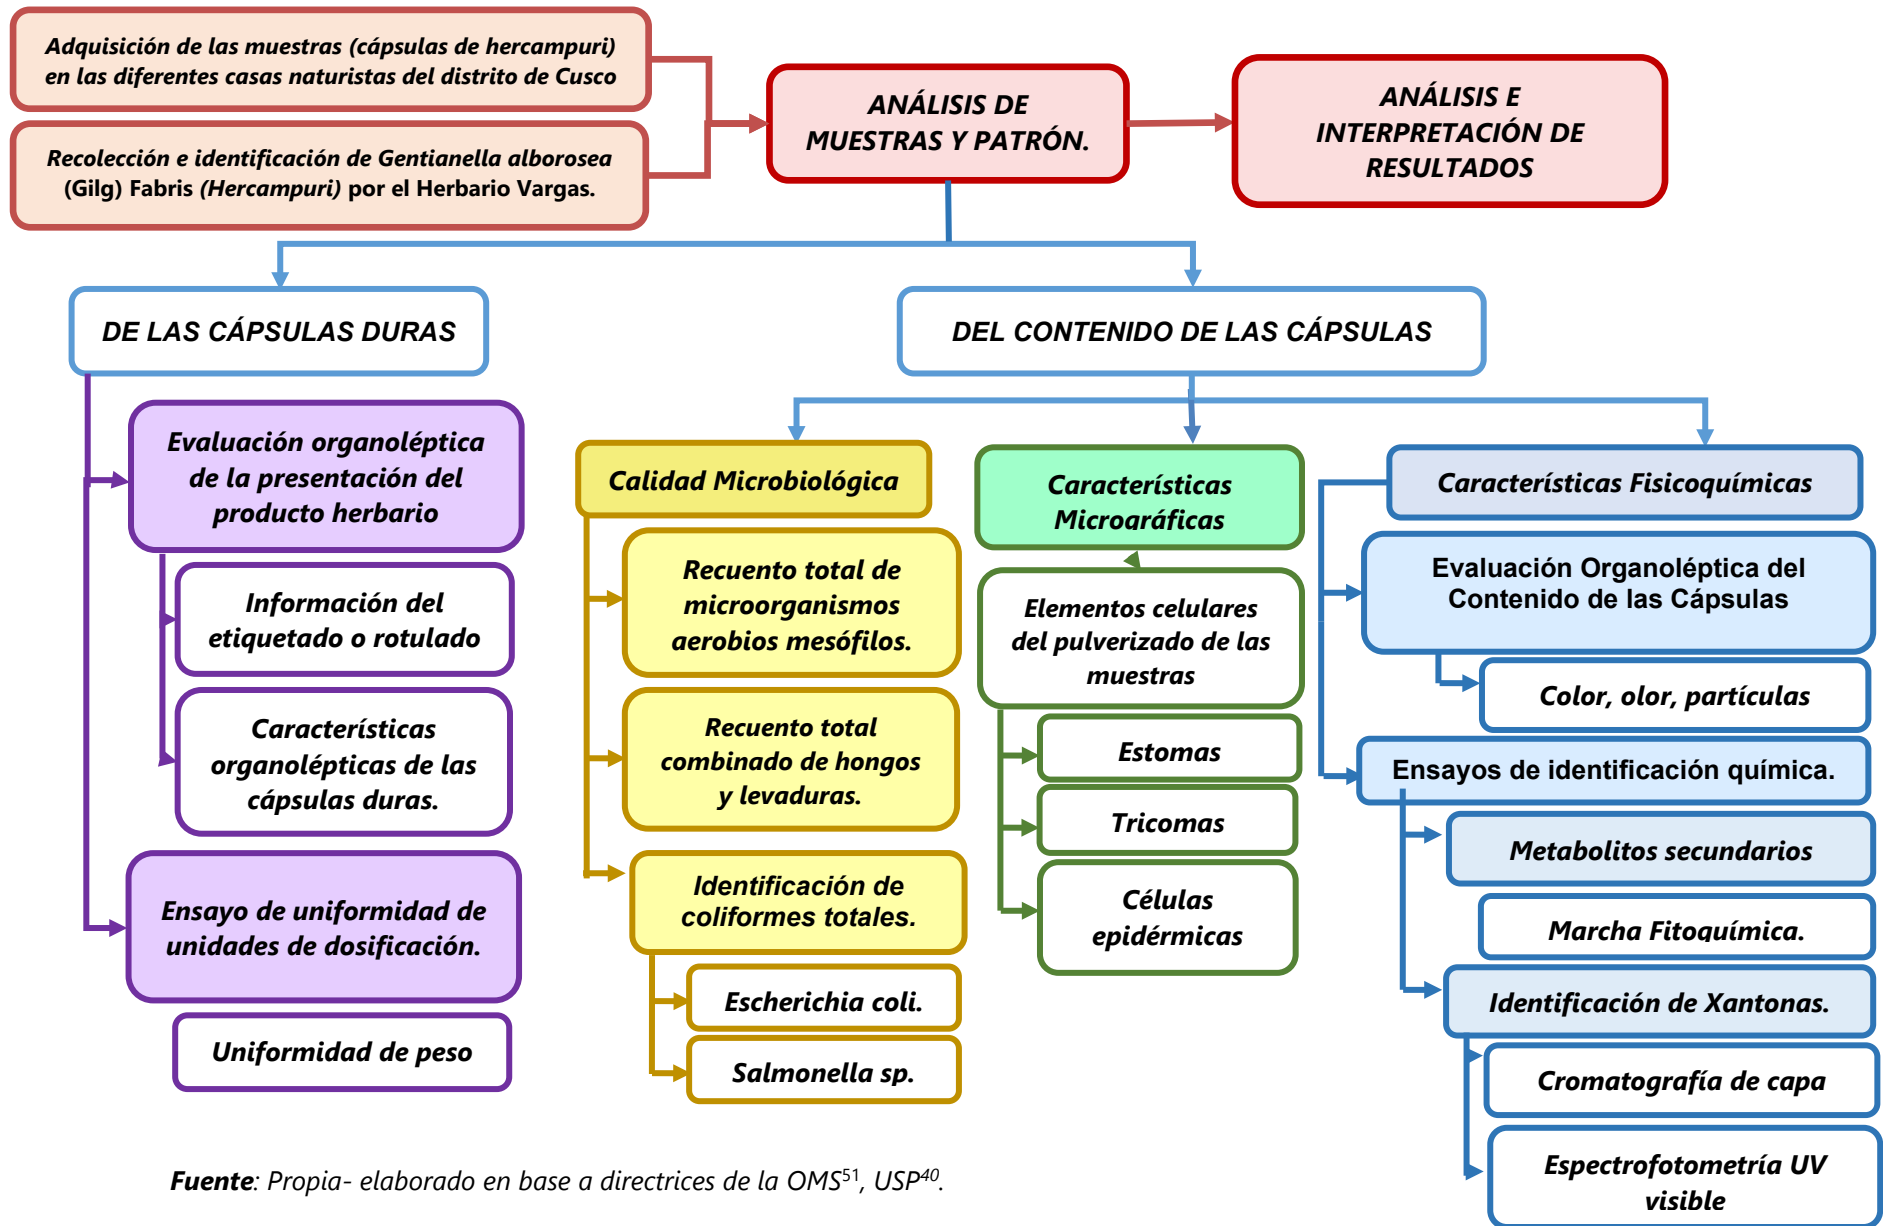 Adquisición de las muestras (cápsulas de hercampuri)
en las diferentes casas naturistas del distrito de Cusco
Recolección e identificación de Gentianella alborosea
(Gilg) Fabris (Hercampuri) por el Herbario Vargas.
ANÁLISIS DE
MUESTRAS Y PATRÓN.
ANÁLISIS E
INTERPRETACIÓN DE
RESULTADOS
DE LAS CÁPSULAS DURAS
DEL CONTENIDO DE LAS CÁPSULAS
Evaluación organoléptica
de la presentación del
producto herbario
Información del
etiquetado o rotulado
Características
organolépticas de las
cápsulas duras.
Ensayo de uniformidad de
unidades de dosificación.
Uniformidad de peso
Calidad Microbiológica
Recuento total de
microorganismos
aerobios mesófilos.
Recuento total
combinado de hongos
y levaduras.
Identificación de
coliformes totales.
Escherichia coli.
Salmonella sp.
Características
Micrográficas
Elementos celulares
del pulverizado de las
muestras
Estomas
Tricomas
Células
epidérmicas
Características Fisicoquímicas
Evaluación Organoléptica del
Contenido de las Cápsulas
Color, olor, partículas
Ensayos de identificación química.
Metabolitos secundarios
Marcha Fitoquímica.
Identificación de Xantonas.
Cromatografía de capa
Espectrofotometría UV
visible
Fuente: Propia- elaborado en base a directrices de la OMS51, USP40.